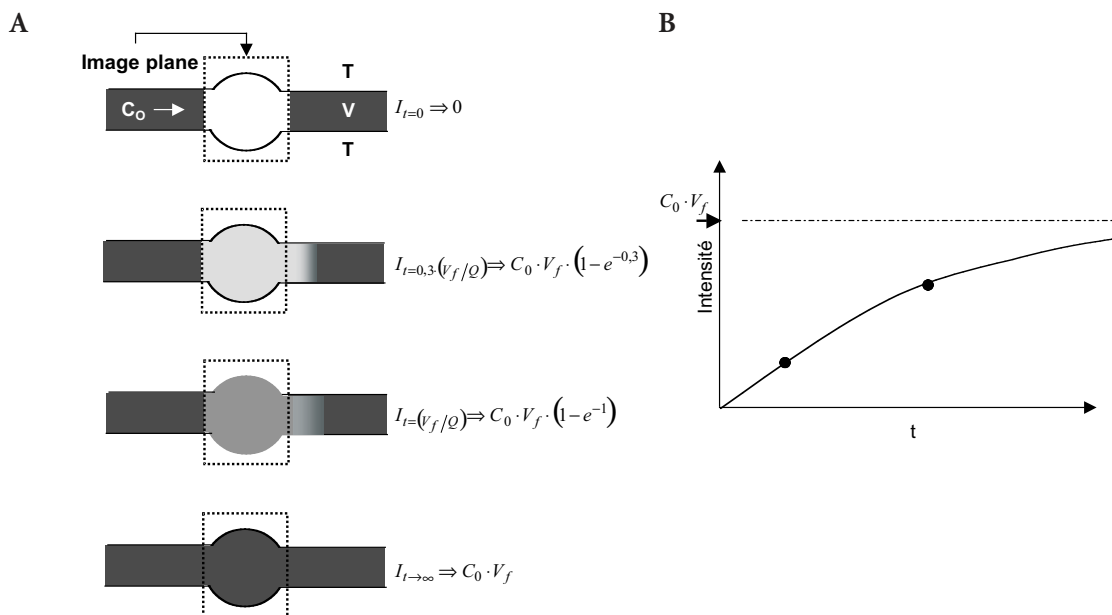 A
B
Image plane
T
C_O → V
T
I_{t=0} ⇒ 0
I_{t=0,3·(V_f/Q)} ⇒ C_0 · V_f · (1 – e^{-0,3})
I_{t=(V_f/Q)} ⇒ C_0 · V_f · (1 – e^{-1})
I_{t→∞} ⇒ C_0 · V_f
C_0 · V_f
Intensité
t